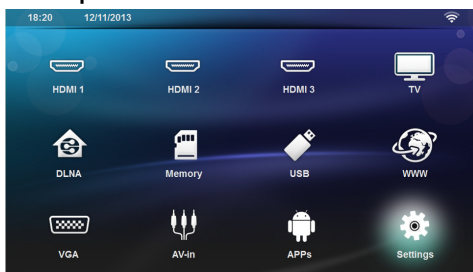 18:20 12/11/2013
HDMI 1 HDMI 2 HDMI 3 TV
DLNA Memory USB WWW
VGA AV-in APPs Settings